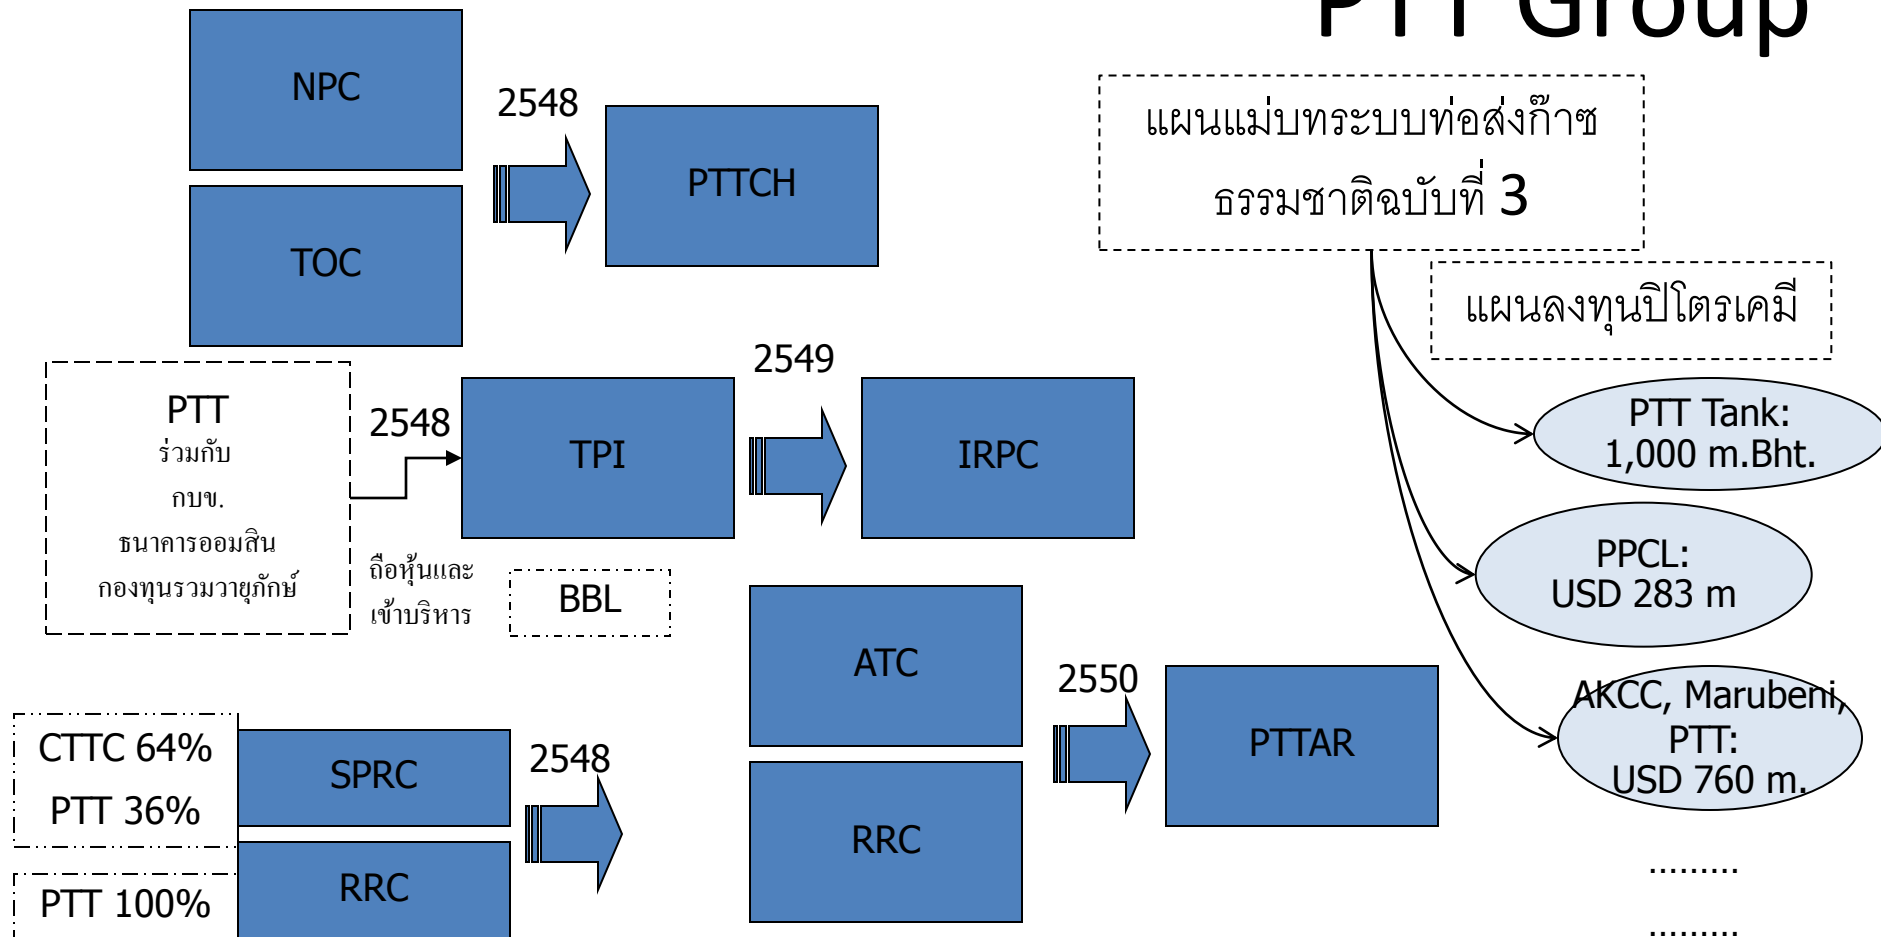 PTT Group
NPC
2548
PTTCH
TOC
แผนแม่บทระบบท่อส่งก๊าซ
ธรรมชาติฉบับที่ 3
แผนลงทุนปิโตรเคมี
PTT
ร่วมกับ
กบข.
ธนาคารออมสิน
กองทุนรวมวายุภักษ์
2548
ถือหุ้นและ
เข้าบริหาร
TPI
2549
IRPC
BBL
PTT Tank:
1,000 m.Bht.
PPCL:
USD 283 m
AKCC, Marubeni,
PTT:
USD 760 m.
.........
.........
CTTC 64%
PTT 36%
SPRC
2548
PTT 100%
RRC
ATC
RRC
2550
PTTAR